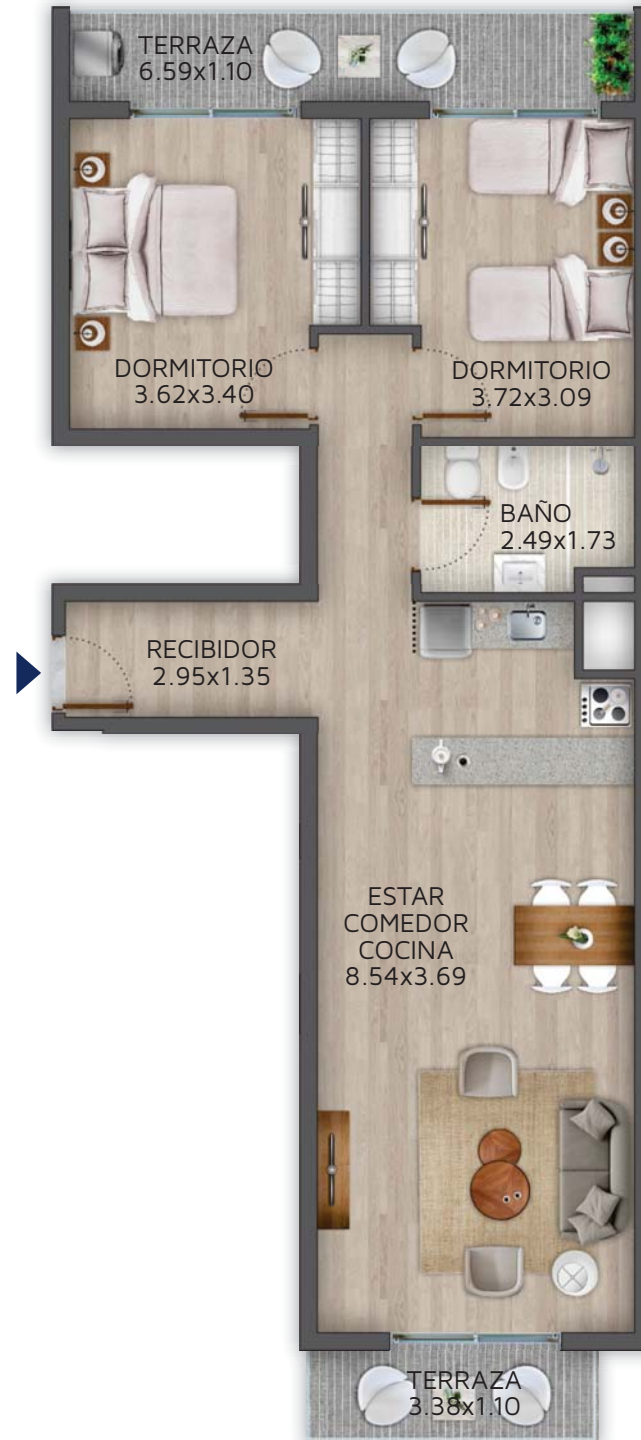 TERRAZA
6.59x1.10
DORMITORIO
3.62x3.40
DORMITORIO
3.72x3.09
BAÑO
2.49x1.73
RECIBIDOR
2.95x1.35
ESTAR
COMEDOR
COCINA
8.54x3.69
TERRAZA
3.38x1.10